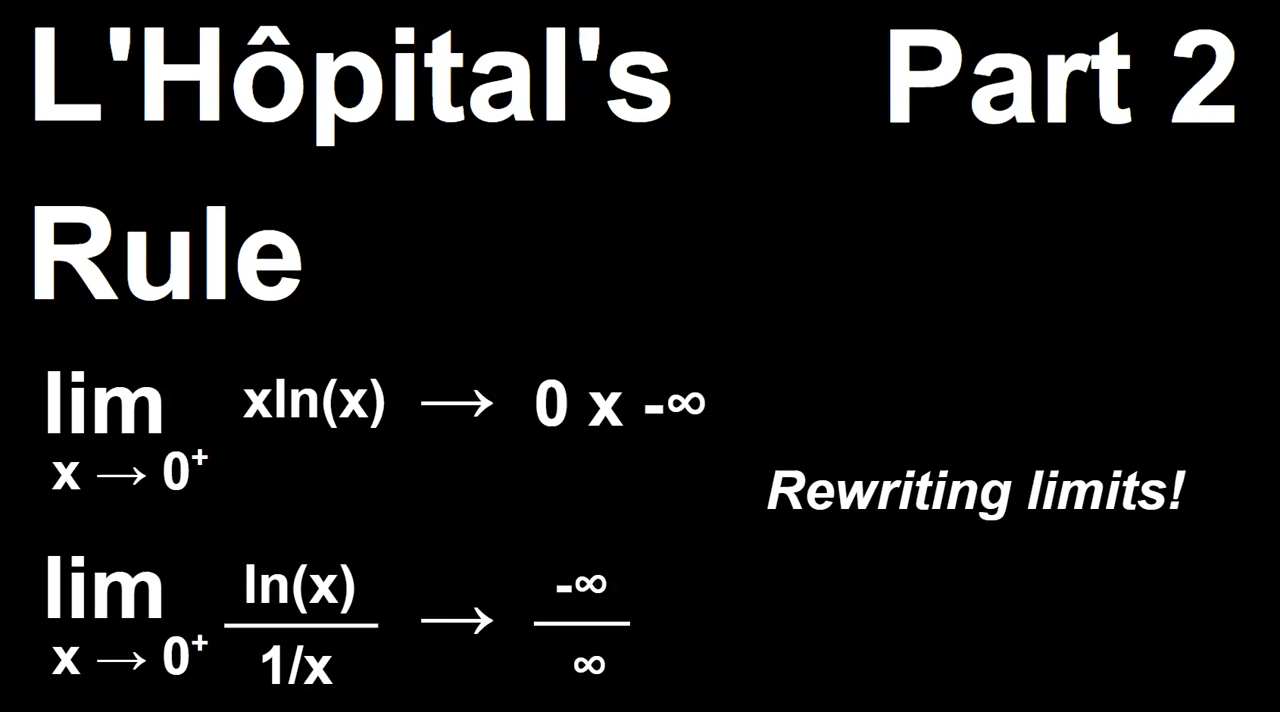 L'Hôpital's Part 2
Rule
lim xln(x) → 0 x -∞
x → 0⁺
Rewriting limits!
lim ln(x) → -∞
x → 0⁺ 1/x ∞